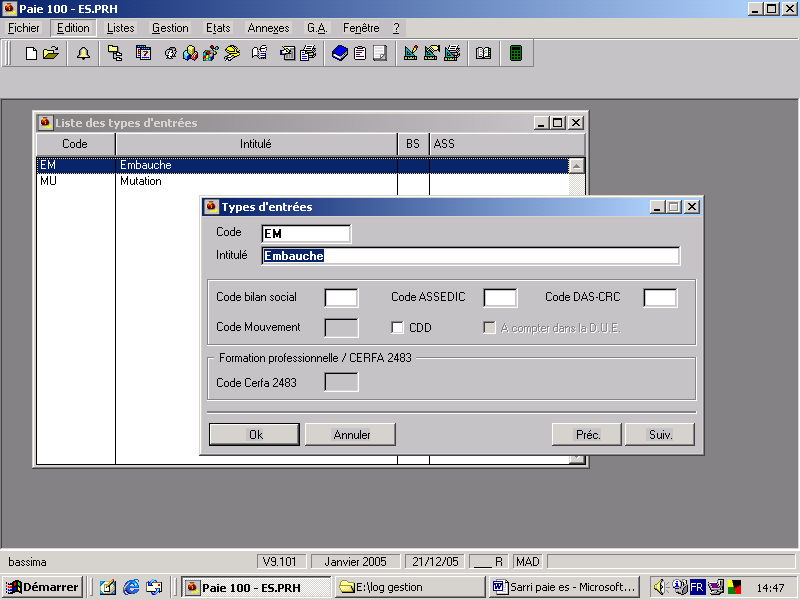 Paie 100 - ES.PRH
Fichier Edition Listes Gestion Etats Annexes G.A. Fenêtre ?
Liste des types d'entrées
Code Intitulé BS ASS
EM Embauche
MU Mutation
Types d'entrées
Code EM
Intitulé Embauche
Code bilan social Code ASSEDIC Code DAS-CRC
Code Mouvement CDD A compter dans la D.U.E.
Formation professionnelle / CERFA 2483
Code Cerfa 2483
Ok Annuler Préc. Suiv.
bassima V9.101 Janvier 2005 21/12/05 ___ R MAD
Démarrer Paie 100 - ES.PRH E:\log gestion Sarri paie es - Microsoft... FR 14:47